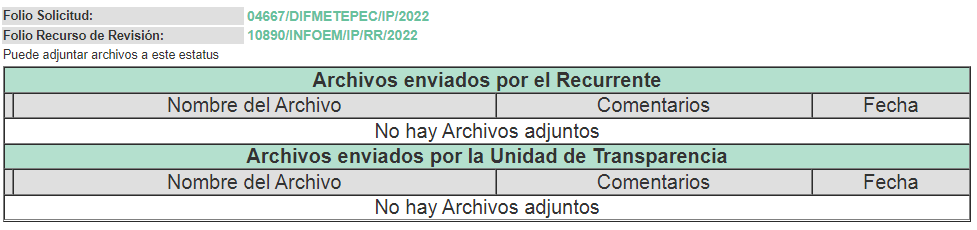 Folio Solicitud: 04667/DIFMETEPEC/IP/2022
Folio Recurso de Revisión: 10890/INFOEM/IP/RR/2022
Puede adjuntar archivos a este estatus
Archivos enviados por el Recurrente
Nombre del Archivo Comentarios Fecha
No hay Archivos adjuntos
Archivos enviados por la Unidad de Transparencia
Nombre del Archivo Comentarios Fecha
No hay Archivos adjuntos